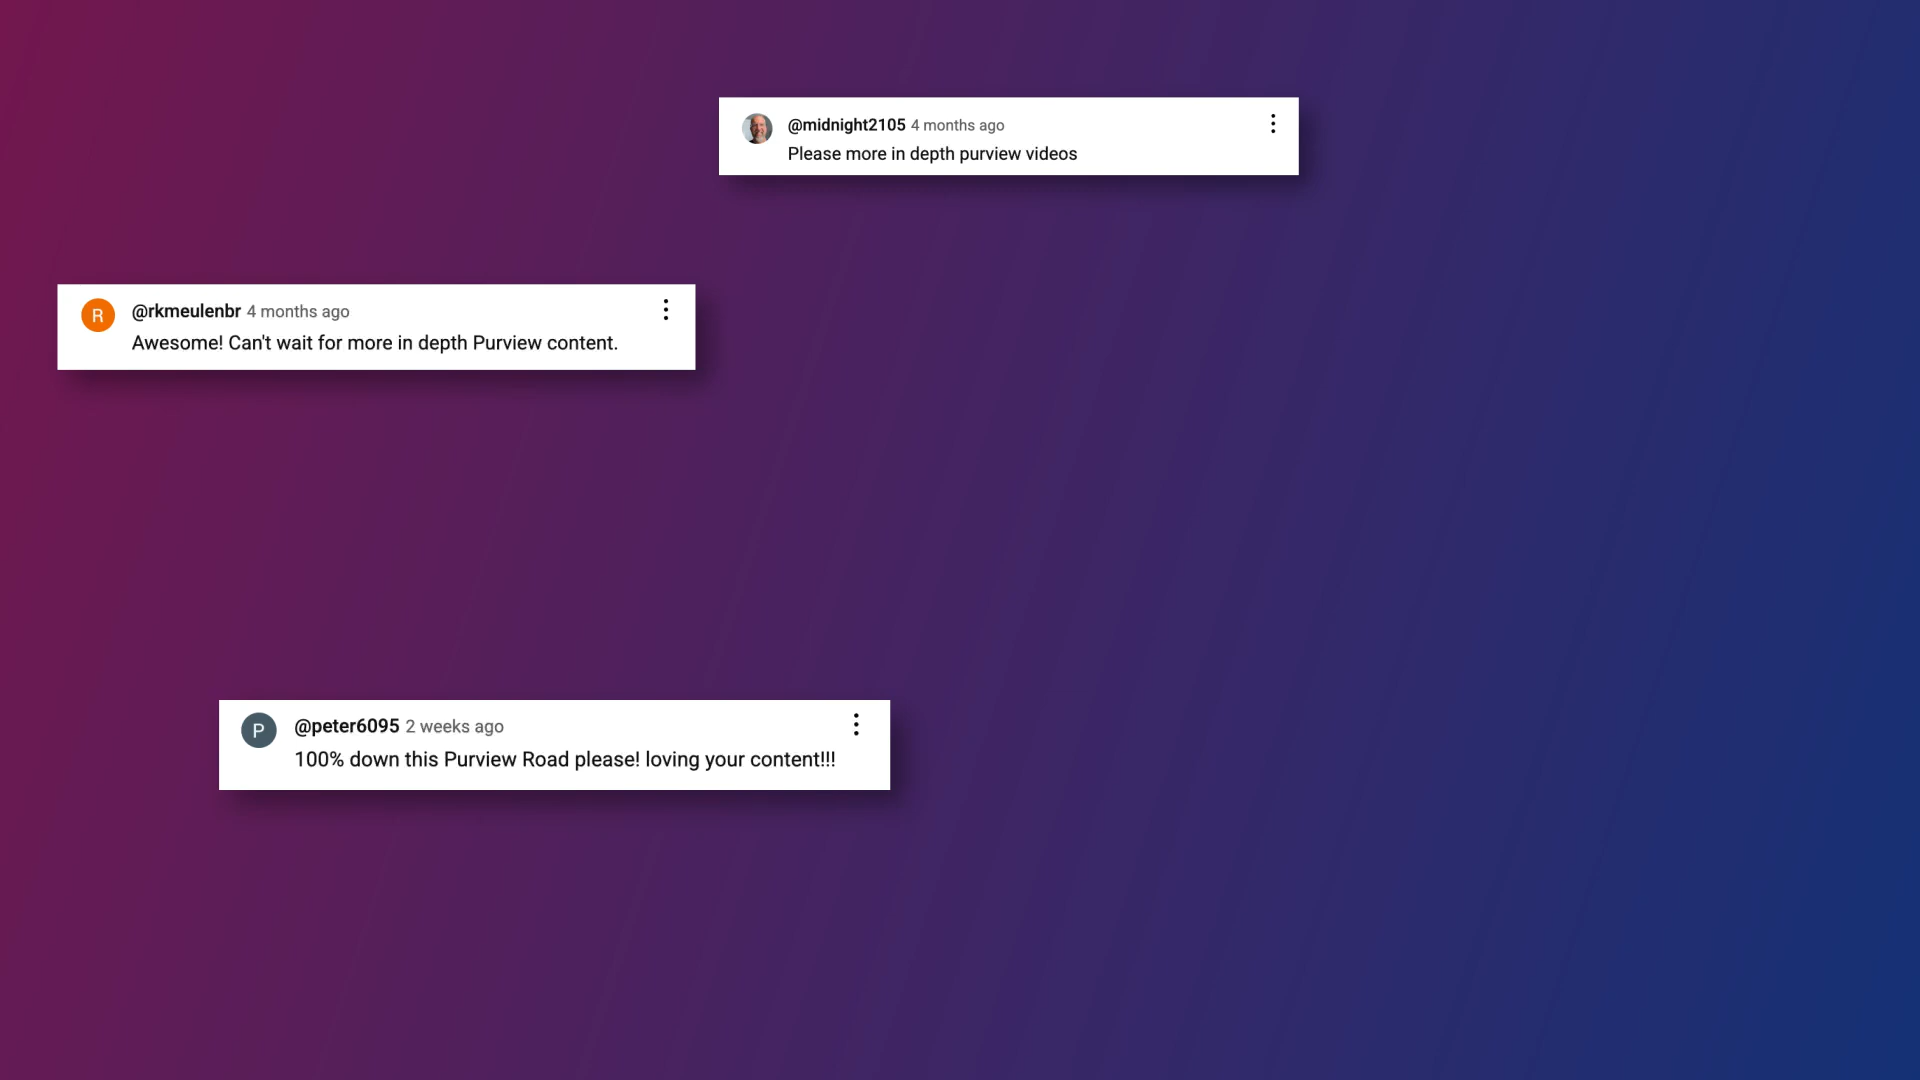 @midnight2105 4 months ago
Please more in depth purview videos
R
@rkmeulenbr 4 months ago
Awesome! Can't wait for more in depth Purview content.
P
@peter6095 2 weeks ago
100% down this Purview Road please! loving your content!!!